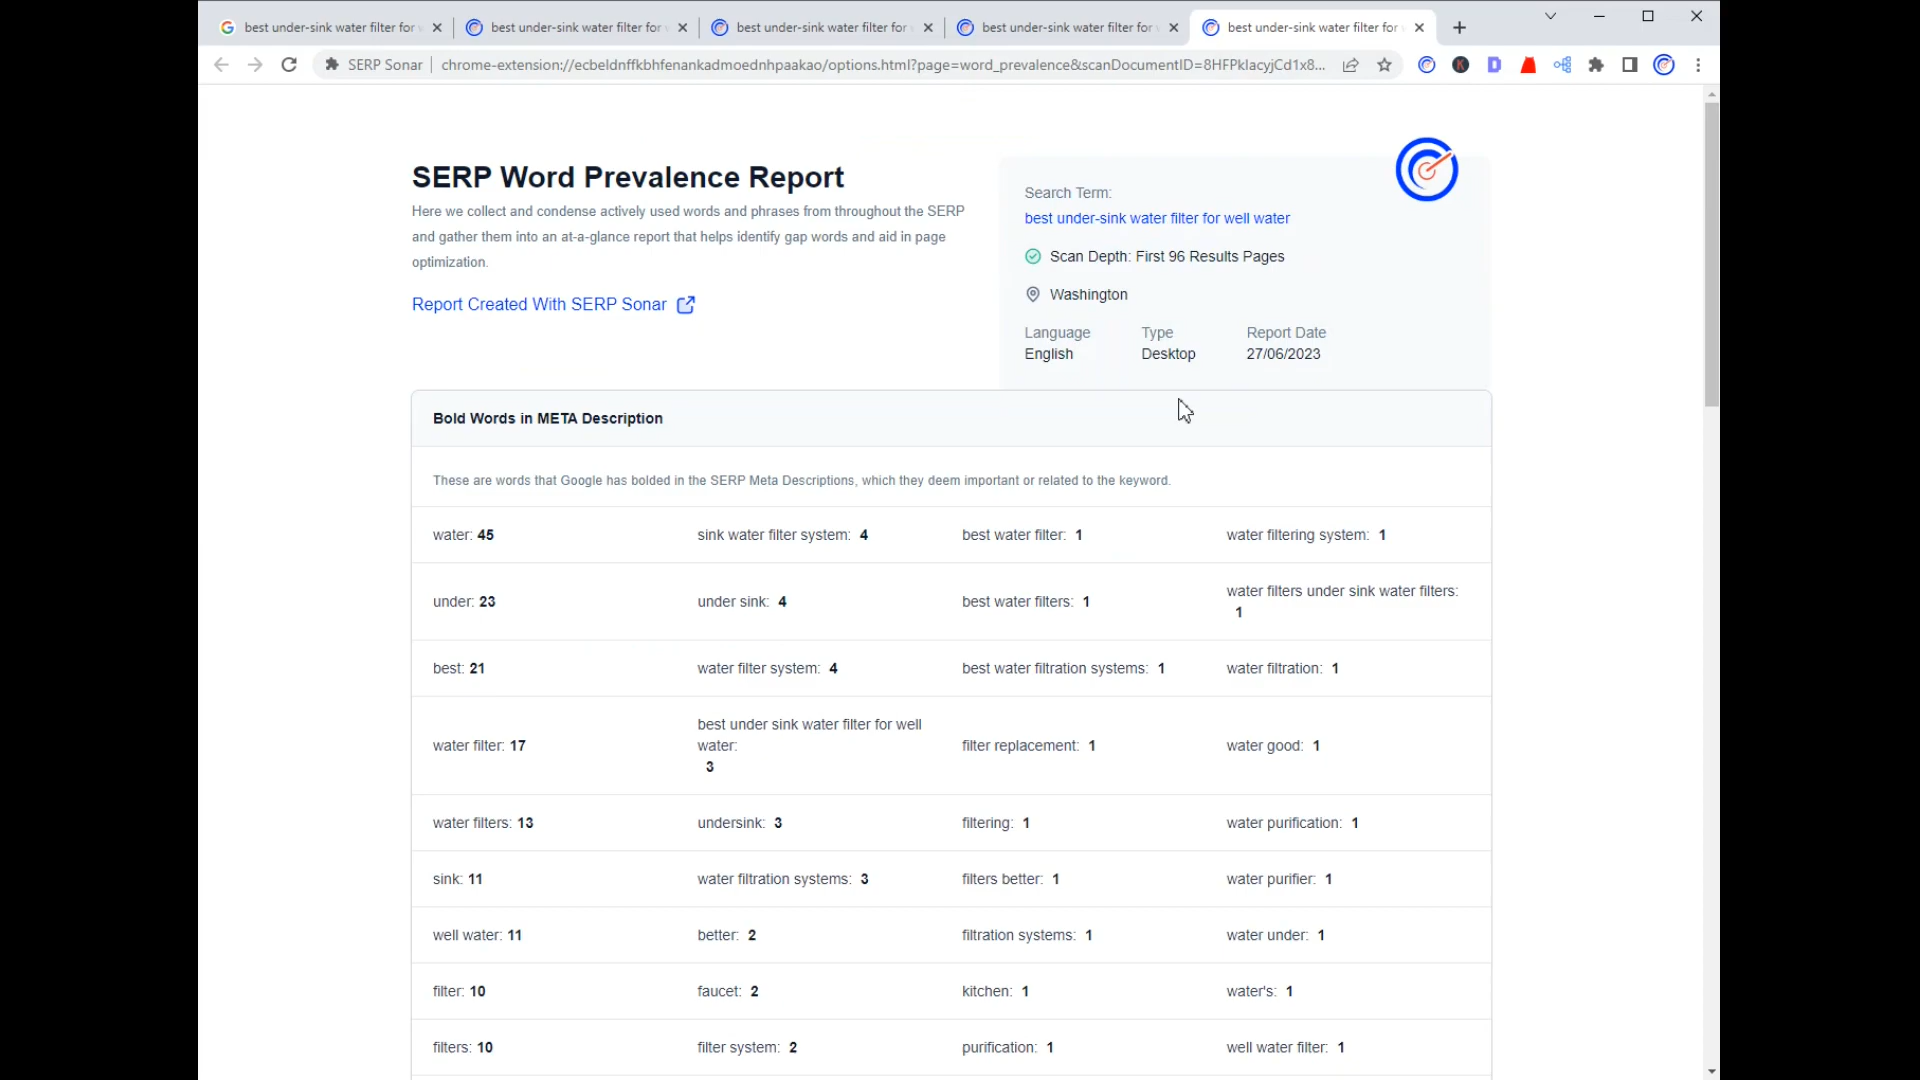 best under-sink water filter for
best under-sink water filter for
best under-sink water filter for
best under-sink water filter for
best under-sink water filter for
SERP Sonar
chrome-extension://ecbeldnffkbhfenankadmoednhpaakao/options.html?page=word_prevalence&scanDocumentID=8HFPklacyjCd1x8...
SERP Word Prevalence Report
Here we collect and condense actively used words and phrases from throughout the SERP
and gather them into an at-a-glance report that helps identify gap words and aid in page
optimization.
Report Created With SERP Sonar
Search Term:
best under-sink water filter for well water
Scan Depth: First 96 Results Pages
Washington
Language Type Report Date
English Desktop 27/06/2023
Bold Words in META Description
These are words that Google has bolded in the SERP Meta Descriptions, which they deem important or related to the keyword.
water: 45 sink water filter system: 4 best water filter: 1 water filtering system: 1
under: 23 under sink: 4 best water filters: 1 water filters under sink water filters:
1
best: 21 water filter system: 4 best water filtration systems: 1 water filtration: 1
best under sink water filter for well
water filter: 17 water: filter replacement: 1 water good: 1
3
water filters: 13 undersink: 3 filtering: 1 water purification: 1
sink: 11 water filtration systems: 3 filters better: 1 water purifier: 1
well water: 11 better: 2 filtration systems: 1 water under: 1
filter: 10 faucet: 2 kitchen: 1 water's: 1
filters: 10 filter system: 2 purification: 1 well water filter: 1